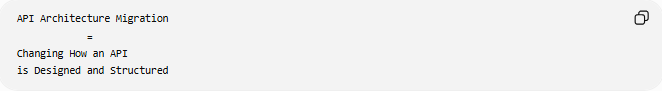 API Architecture Migration
=
Changing How an API
is Designed and Structured